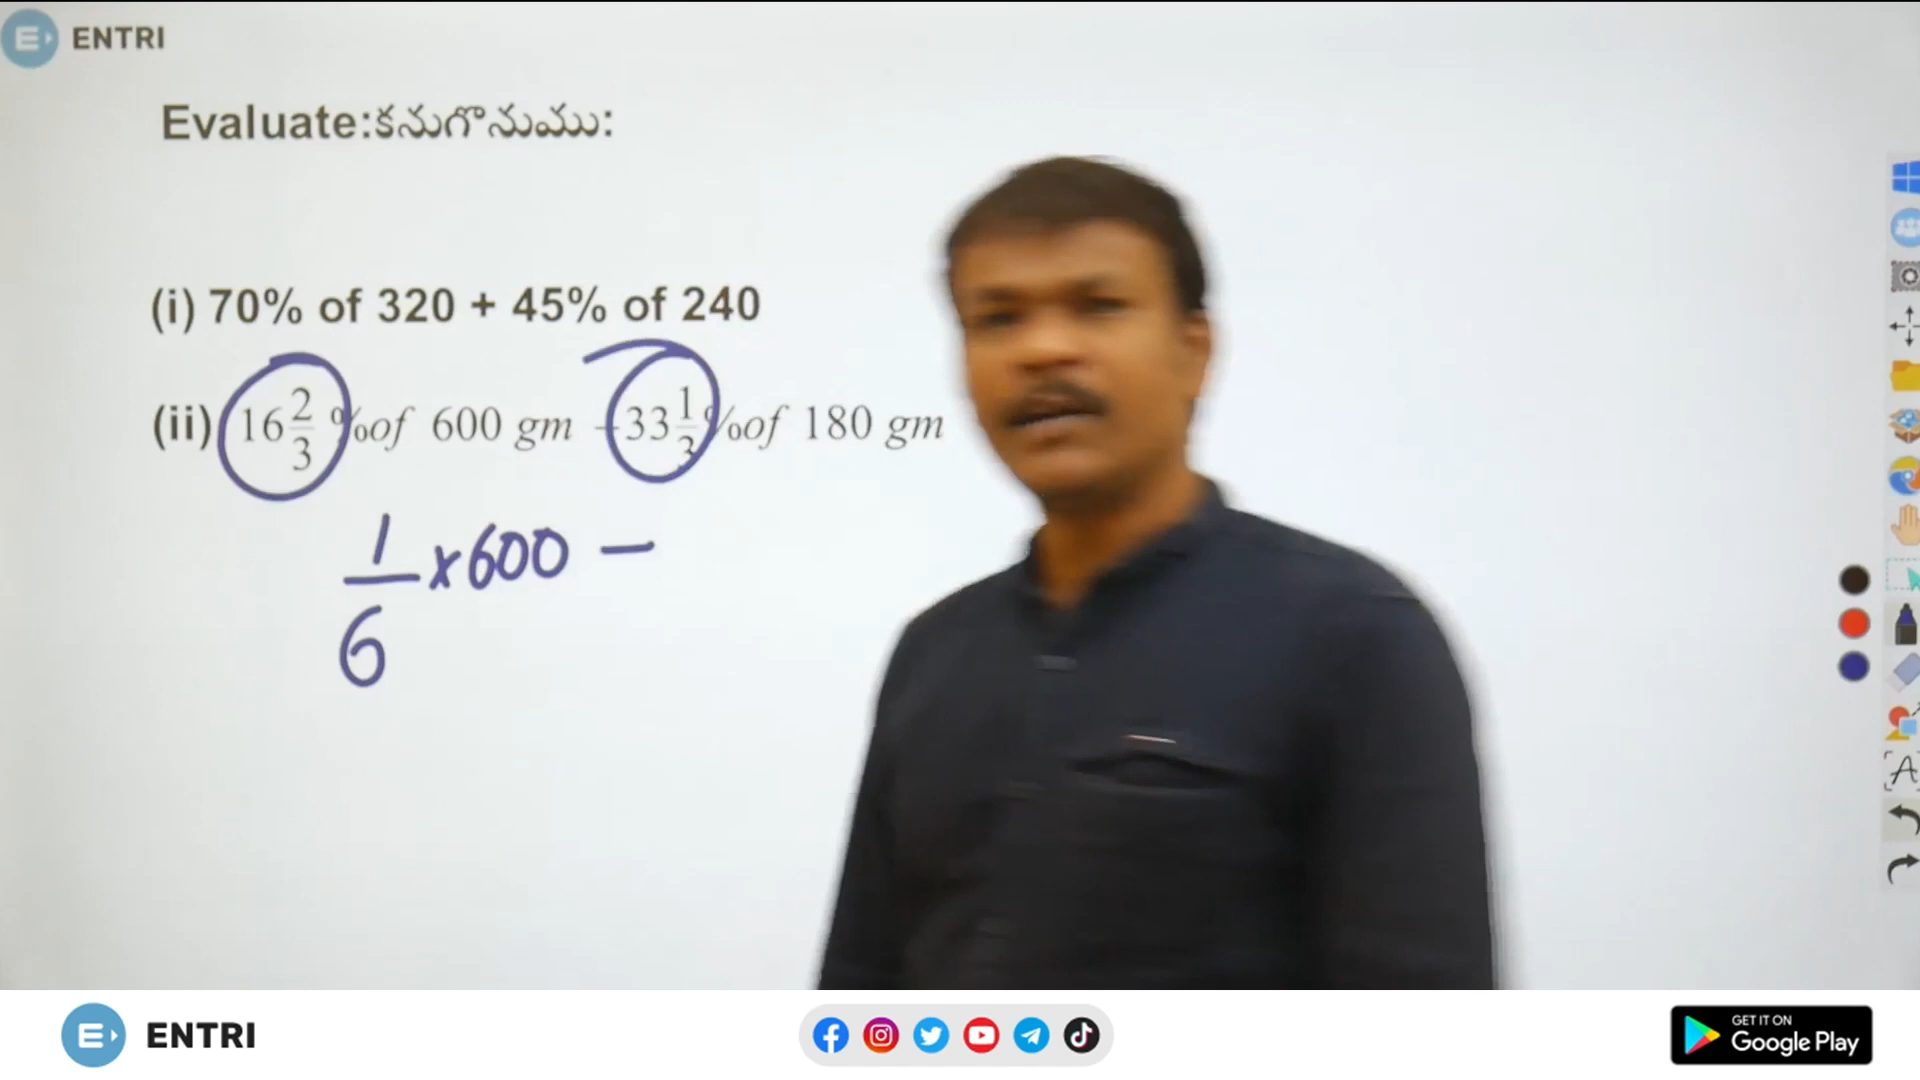 ENTRI
Evaluate:కనుగొనుము:
(i) 70% of 320 + 45% of 240
(ii) 16 2/3 % of 600 gm - 33 1/3 % of 180 gm
1/6 x 600 —
ENTRI
GET IT ON
Google Play